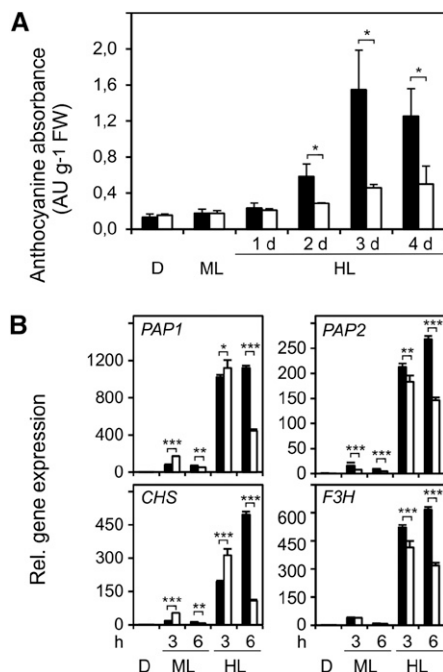 A
Anthocyanine absorbance
(AU g-1 FW)
2,0
1,6
1,2
0,8
0,4
0,0
*
*
*
1 d 2 d 3 d 4 d
D ML HL
B
Rel. gene expression
PAP1
1200
800
400
0
*** ** * ***
PAP2
250
200
150
100
50
0
*** *** ** ***
CHS
450
300
150
0
*** ** *** ***
F3H
600
450
300
150
0
*** ***
h 3 6 3 6 3 6 3 6
D ML HL D ML HL